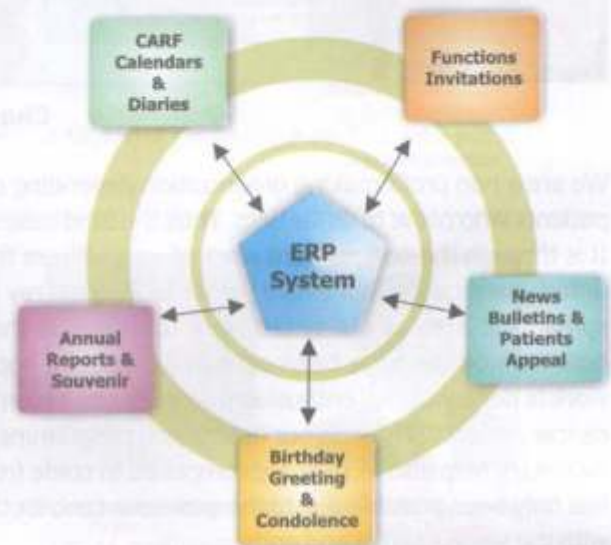 CARF
Calendars
&
Diaries
Functions
Invitations
ERP
System
News
Bulletins &
Patients
Appeal
Annual
Reports &
Souvenir
Birthday
Greeting
&
Condolence